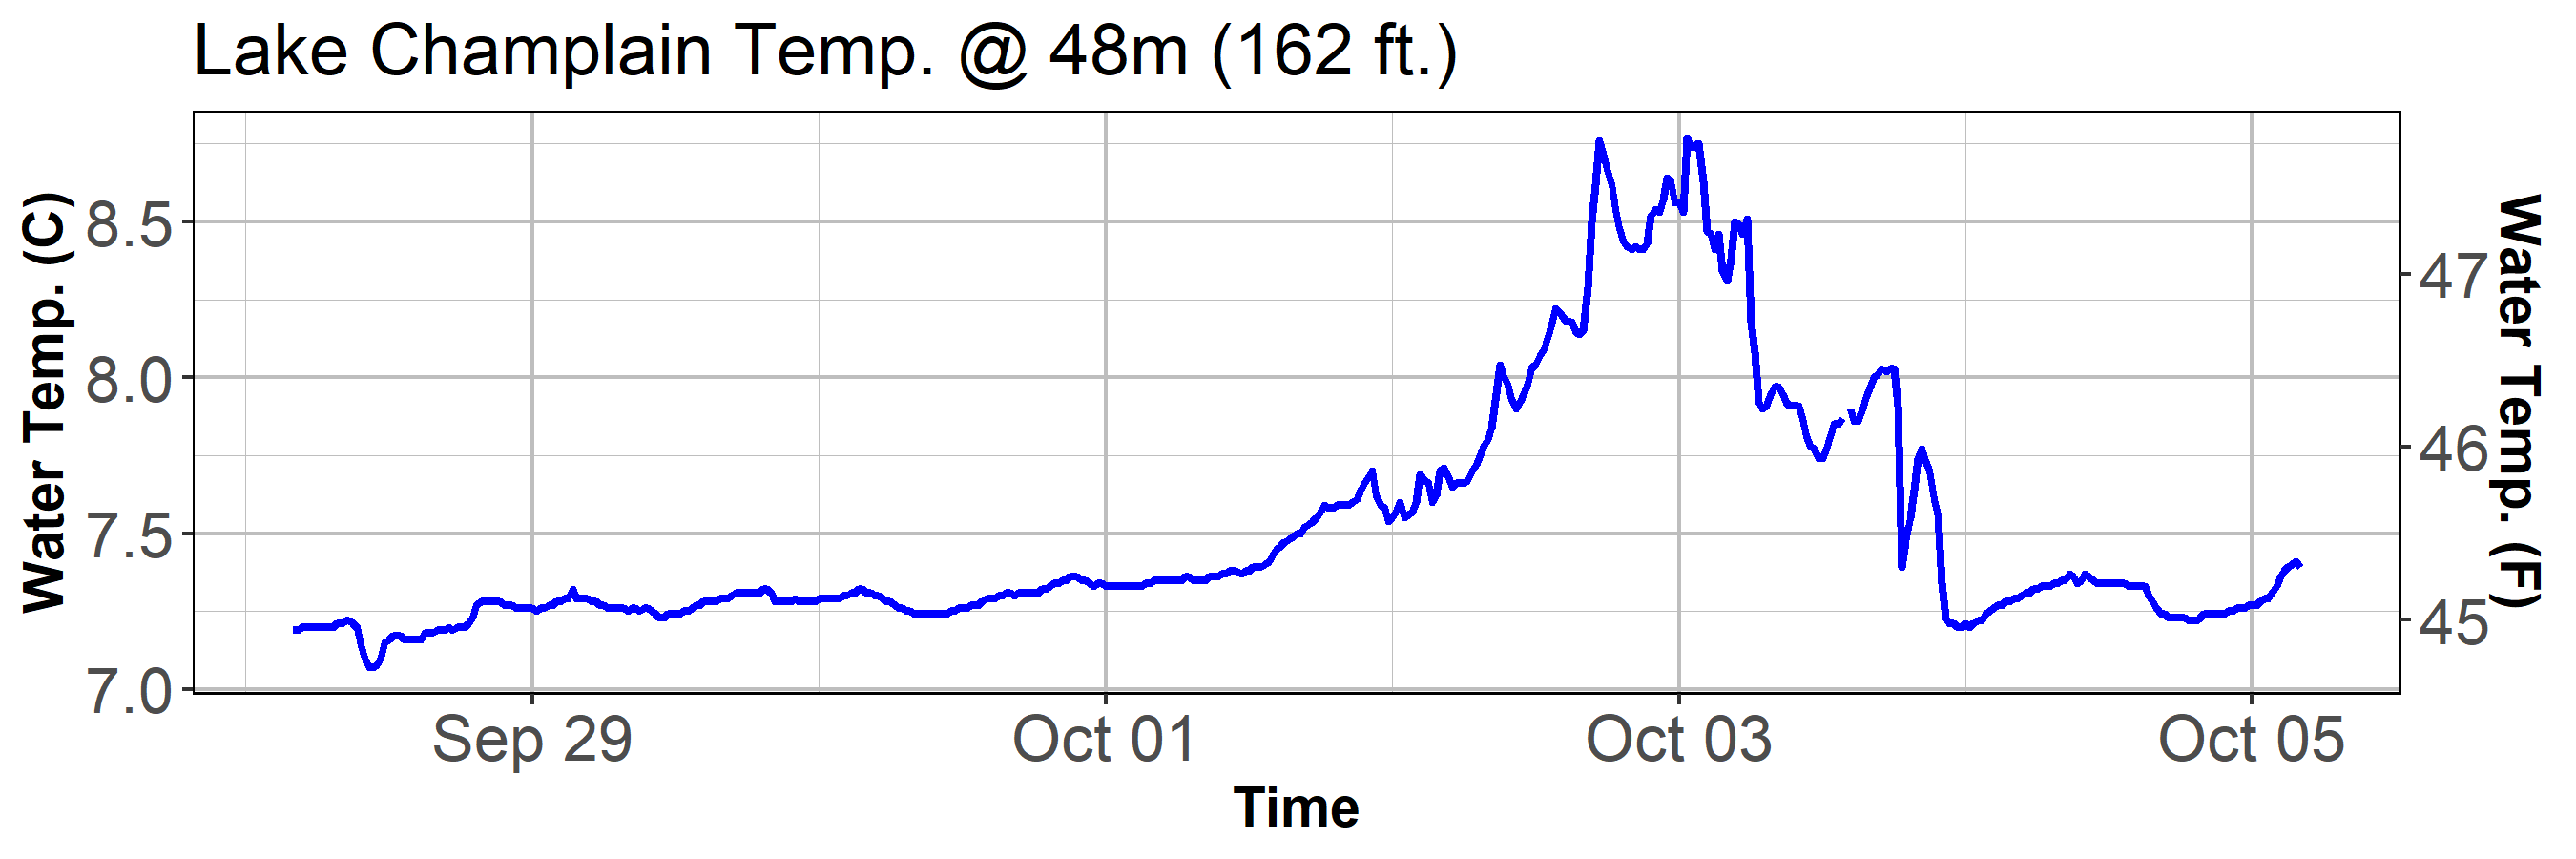 Lake Champlain Temp. @ 48m (162 ft.)
Water Temp. (C)
8.5
8.0
7.5
7.0
47
46
45
Water Temp. (F)
Sep 29
Oct 01
Oct 03
Oct 05
Time